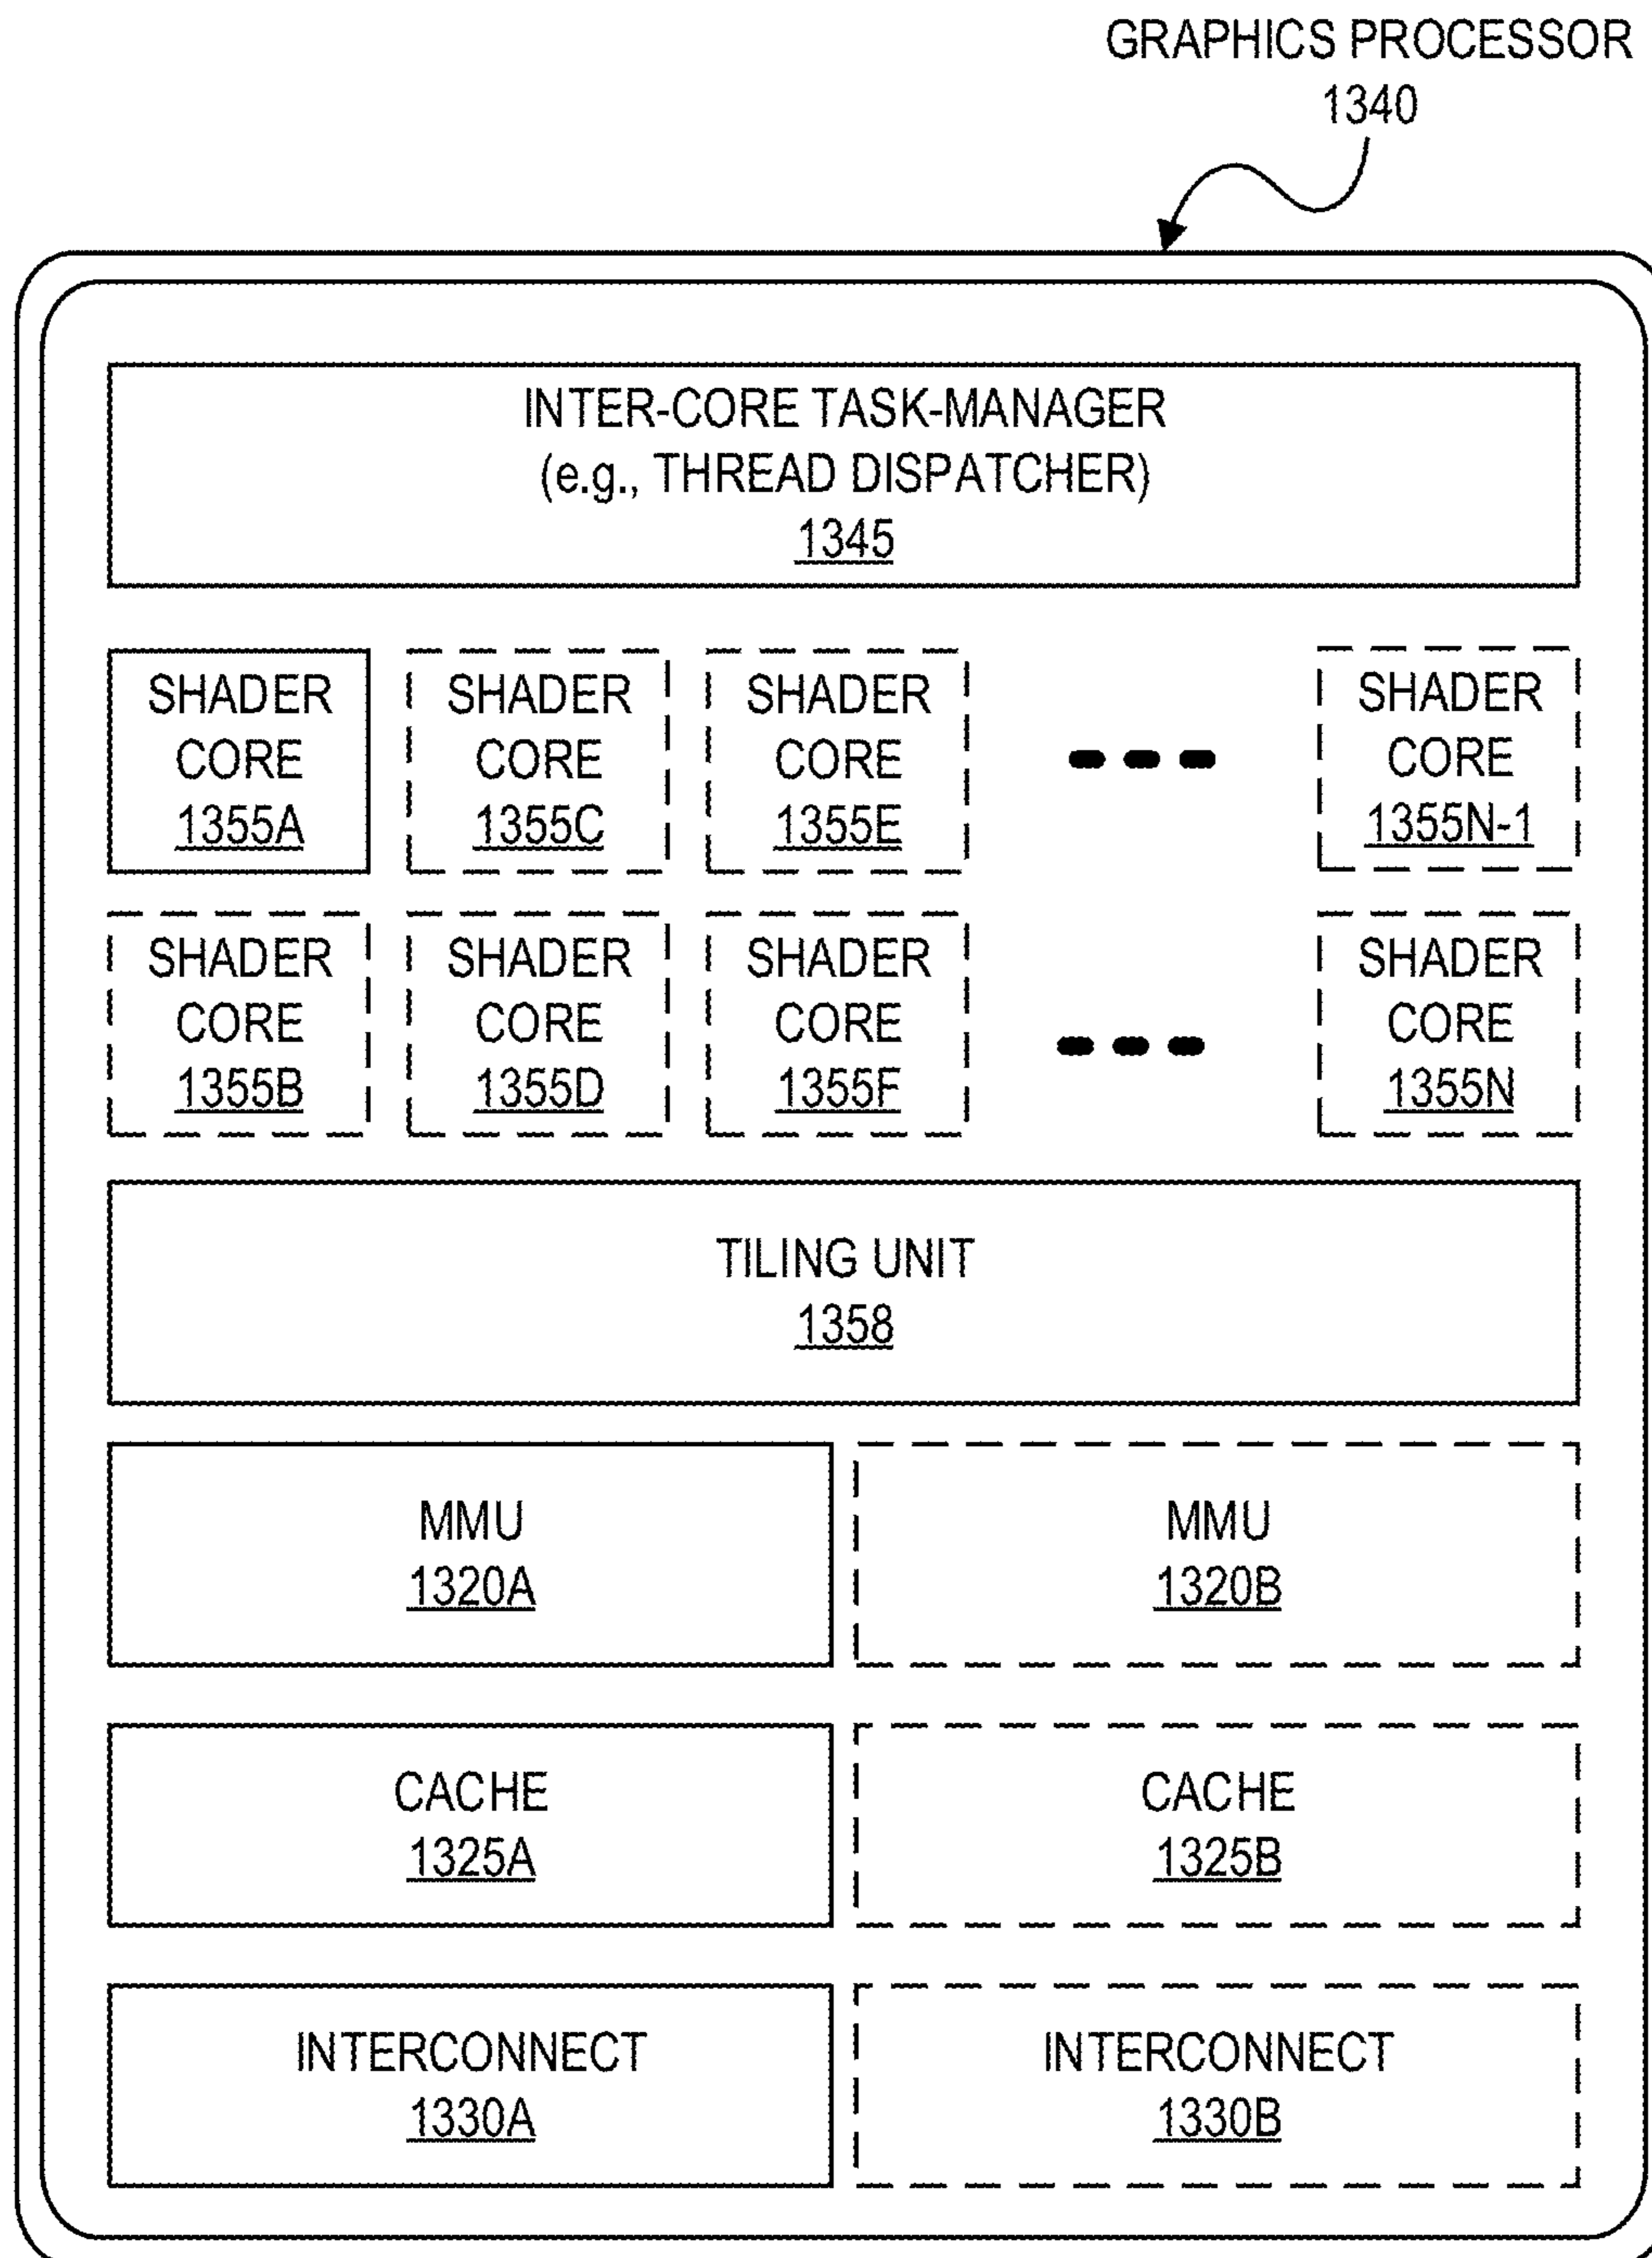 GRAPHICS PROCESSOR
1340
INTER-CORE TASK-MANAGER
(e.g., THREAD DISPATCHER)
1345
SHADER
CORE
1355A
SHADER
CORE
1355C
SHADER
CORE
1355E
SHADER
CORE
1355N-1
SHADER
CORE
1355B
SHADER
CORE
1355D
SHADER
CORE
1355F
SHADER
CORE
1355N
TILING UNIT
1358
MMU
1320A
MMU
1320B
CACHE
1325A
CACHE
1325B
INTERCONNECT
1330A
INTERCONNECT
1330B